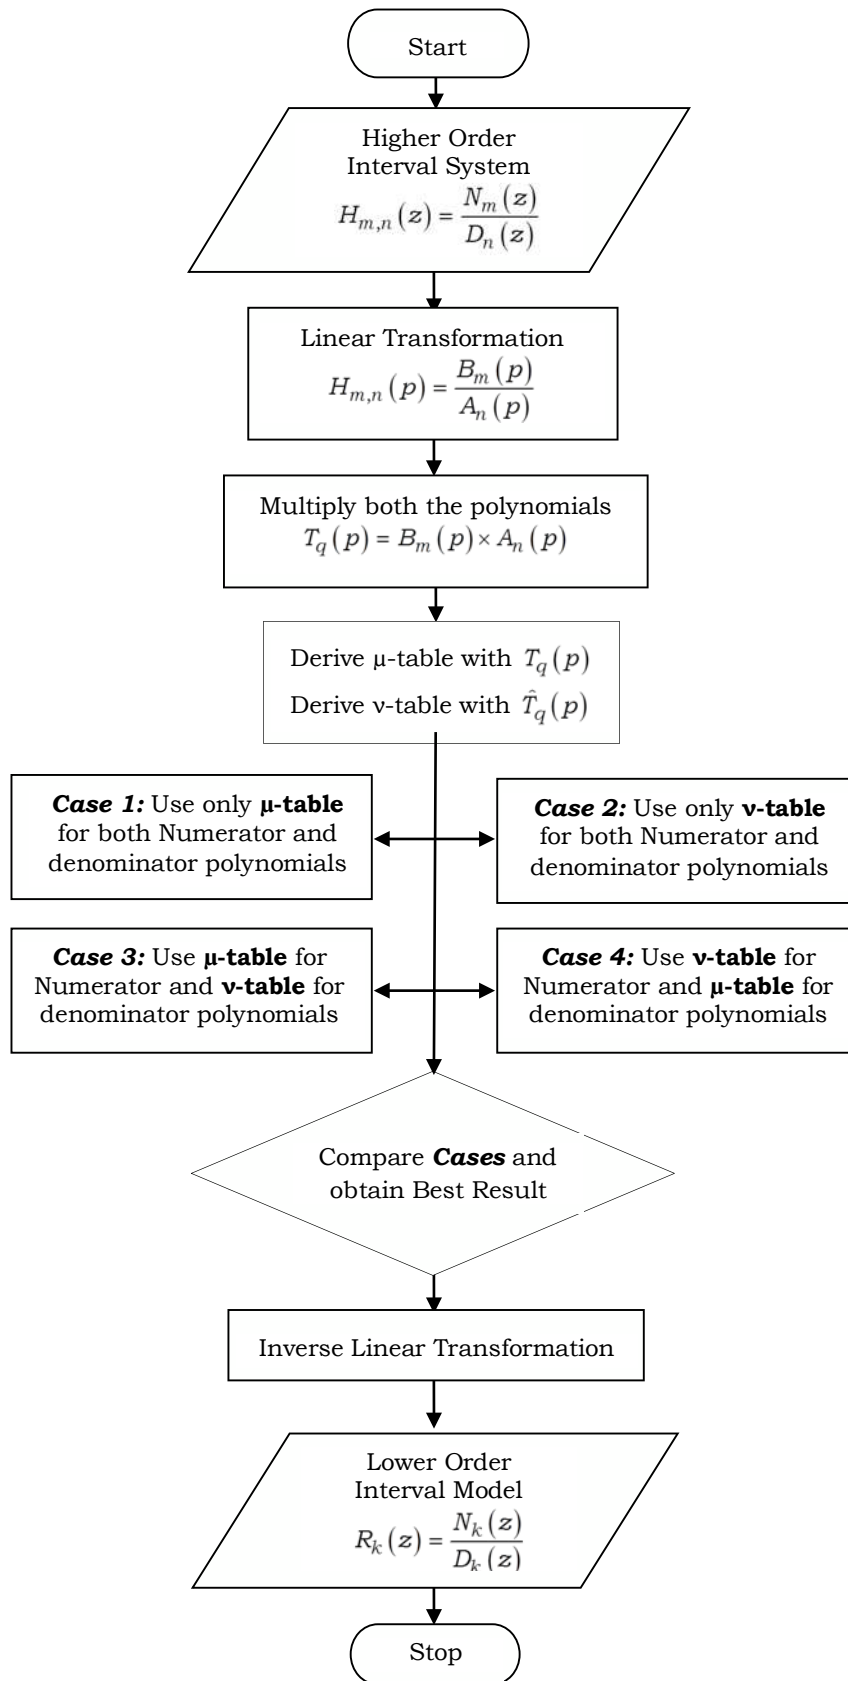 Start
Higher Order
Interval System
H_{m,n}(z) = N_m(z) / D_n(z)
Linear Transformation
H_{m,n}(p) = B_m(p) / A_n(p)
Multiply both the polynomials
T_q(p) = B_m(p) × A_n(p)
Derive μ-table with T_q(p)
Derive ν-table with T̂_q(p)
Case 1: Use only μ-table
for both Numerator and
denominator polynomials
Case 2: Use only ν-table
for both Numerator and
denominator polynomials
Case 3: Use μ-table for
Numerator and ν-table for
denominator polynomials
Case 4: Use ν-table for
Numerator and μ-table for
denominator polynomials
Compare Cases and
obtain Best Result
Inverse Linear Transformation
Lower Order
Interval Model
R_k(z) = N_k(z) / D_k(z)
Stop